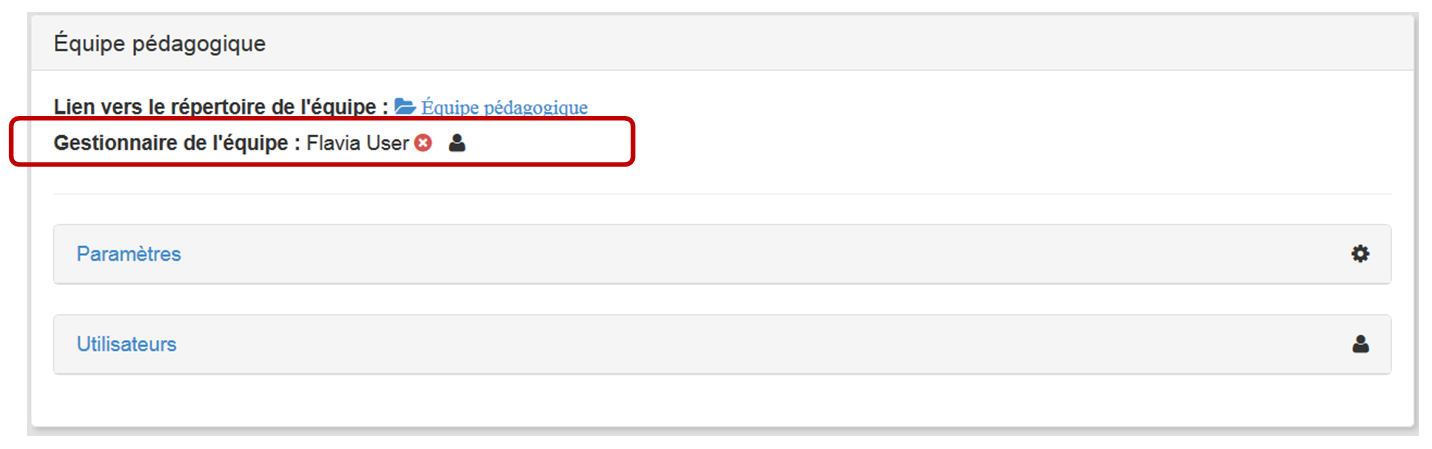 Équipe pédagogique
Lien vers le répertoire de l'équipe : Équipe pédagogique
Gestionnaire de l'équipe : Flavia User
Paramètres
Utilisateurs